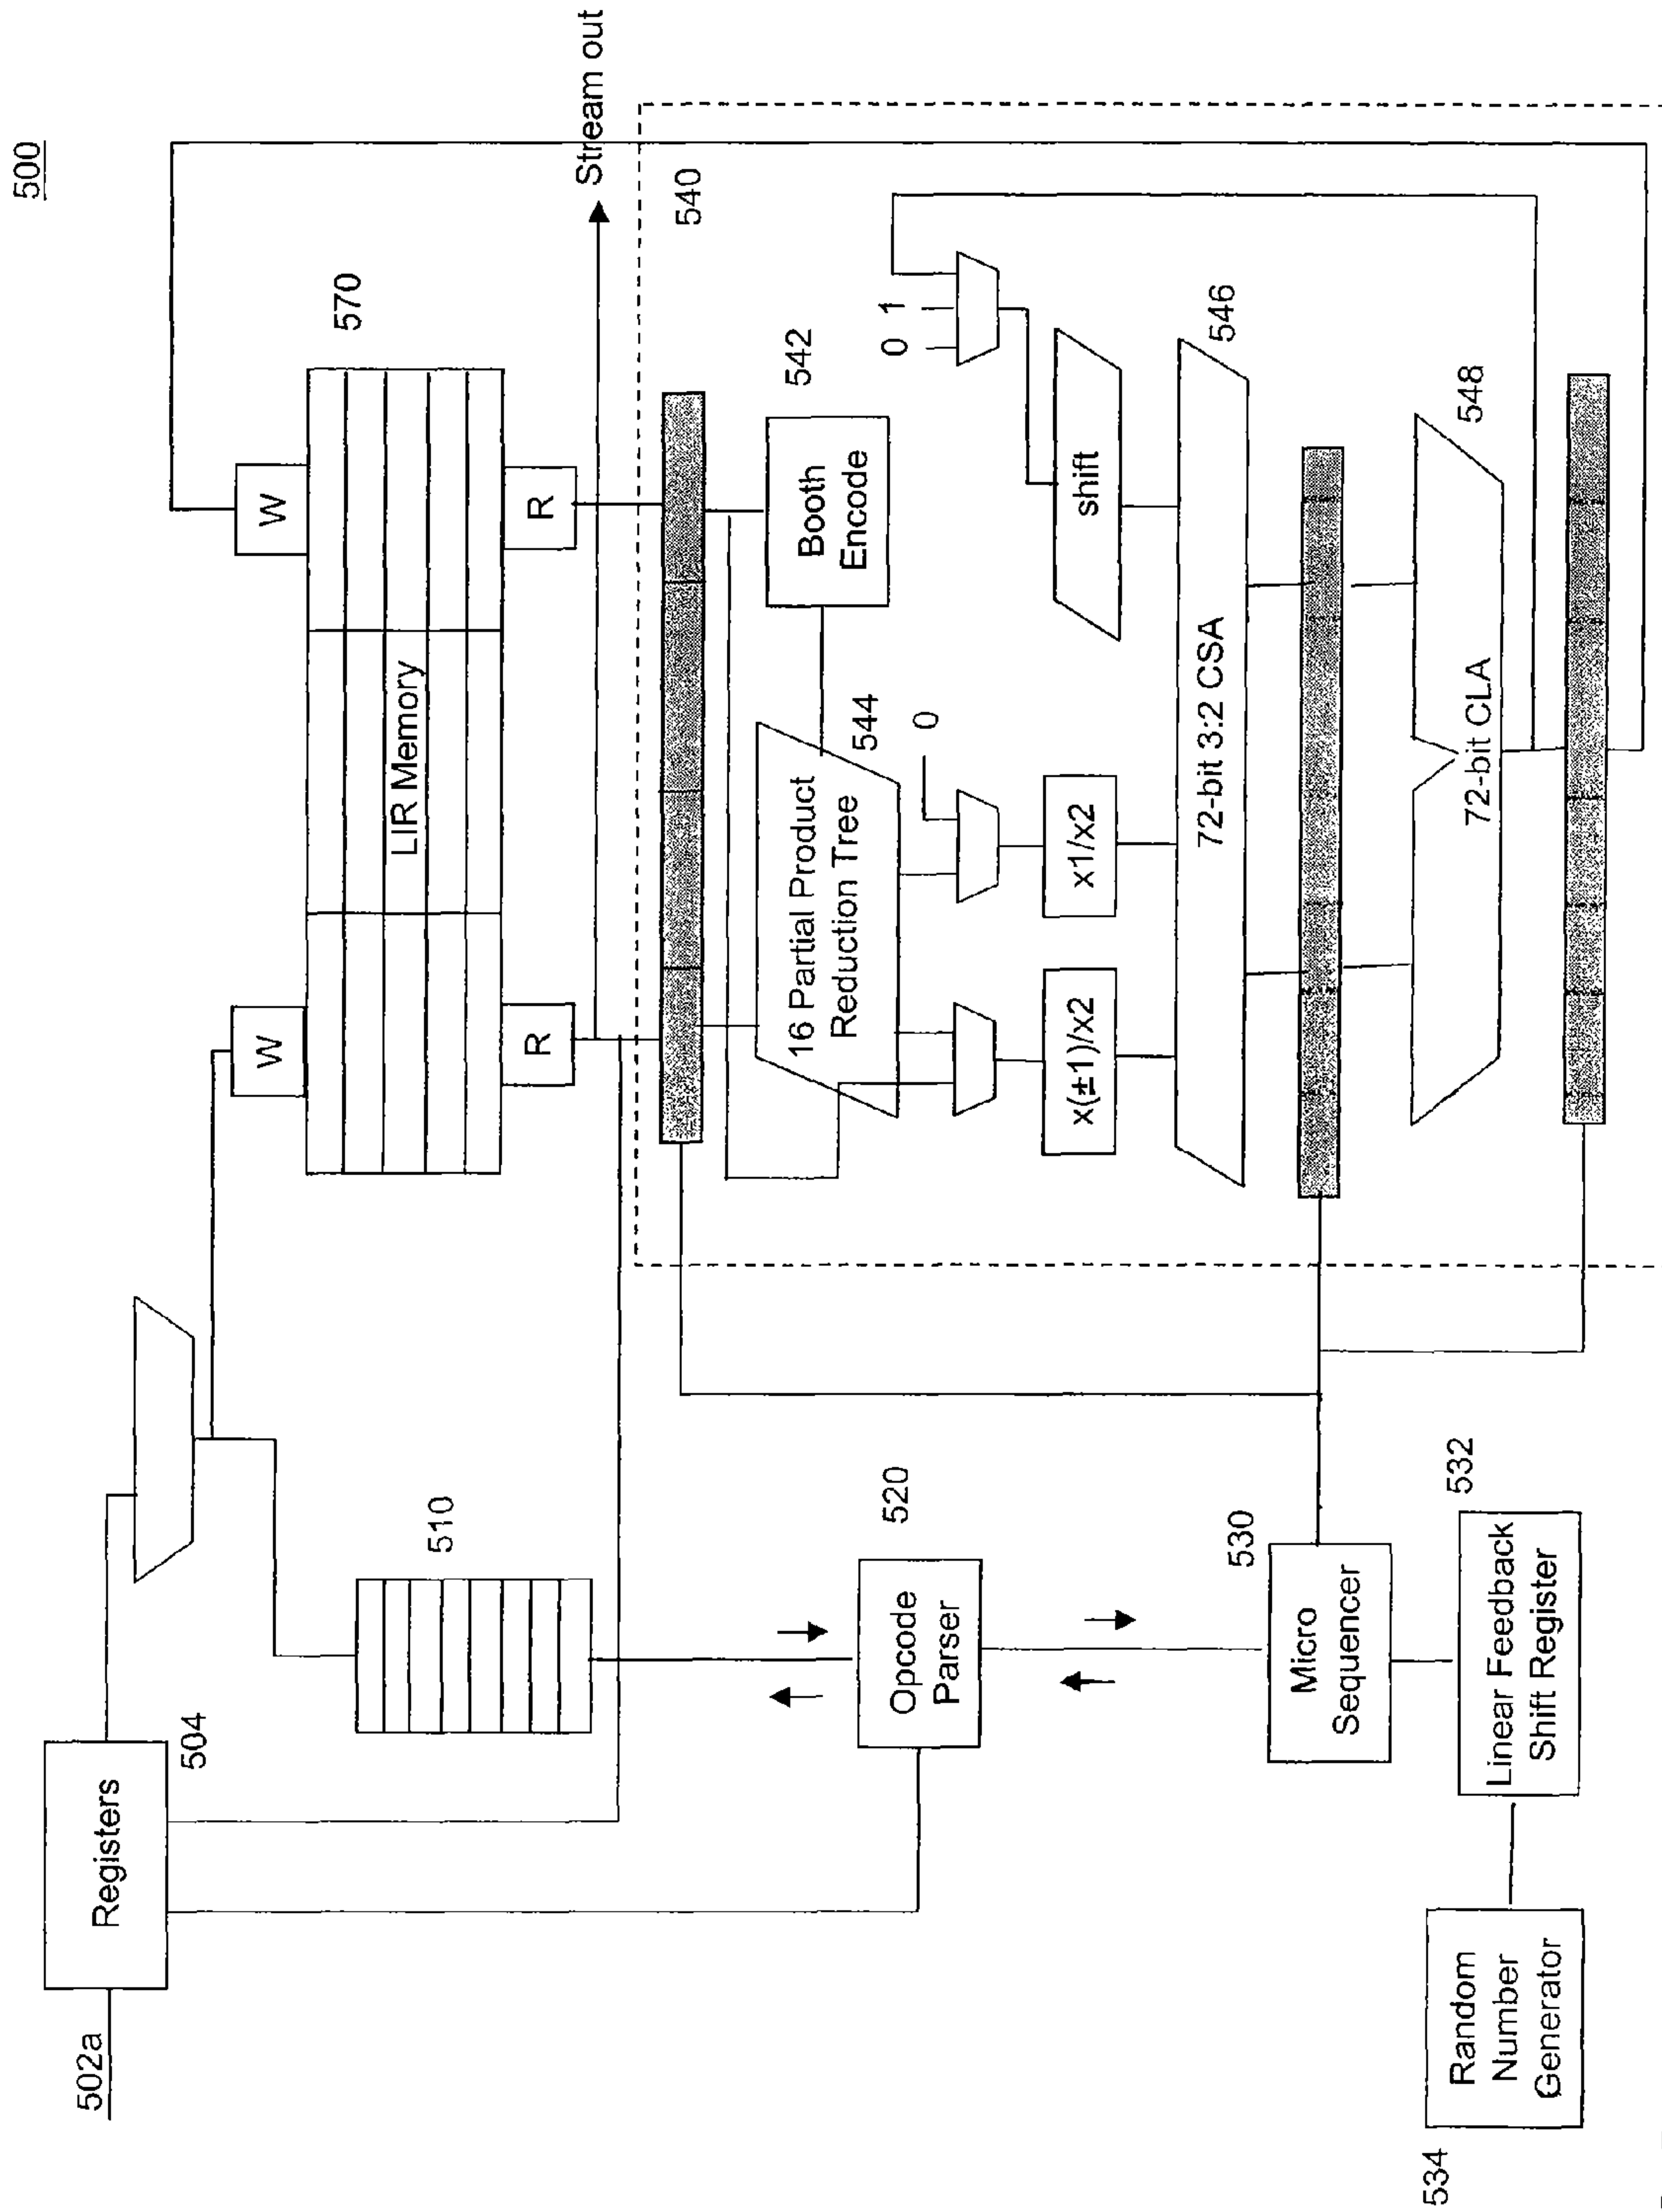 500
502a
Registers
504
510
W
W
570
LIR Memory
R
R
Stream out
540
520
Opcode
Parser
542
Booth
Encode
544
16 Partial Product
Reduction Tree
0
0 1
shift
x(±1)/x2
x1/x2
546
72-bit 3:2 CSA
530
Micro
Sequencer
532
Linear Feedback
Shift Register
534
Random
Number
Generator
548
72-bit CLA